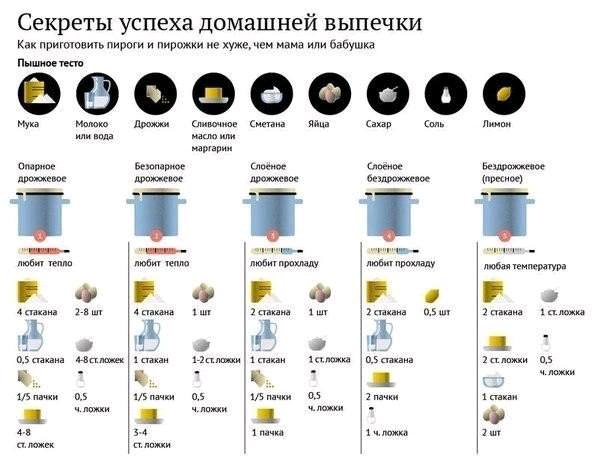 Секреты успеха домашней выпечки
Как приготовить пироги и пирожки не хуже, чем мама или бабушка
Пышное тесто
Мука
Молоко
или вода
Дрожжи
Сливочное
масло или
маргарин
Сметана
Яйца
Сахар
Соль
Лимон
Опарное
дрожжевое
1
любит тепло
4 стакана
2-8 шт
0,5 стакана
4-8 ст.ложек
1/5 пачки
0,5
ч. ложки
4-8
ст. ложек
Безопарное
дрожжевое
2
любит тепло
4 стакана
1 шт
1 стакан
1-2 ст.ложки
1/5 пачки
0,5
ч. ложки
3-4
ст. ложки
Слоёное
дрожжевое
3
любит прохладу
2 стакана
1 шт
1 стакан
1 ст.ложка
1/5 пачки
0,5
ч. ложки
1 пачка
Слоёное
бездрожжевое
4
любит прохладу
2 стакана
0,5 шт
0,5 стакана
2 пачки
1 ч. ложка
Бездрожжевое
(пресное)
5
любая температура
2 стакана
1 ст. ложка
2 ст. ложки
0,5
ч. ложки
1 стакан
2 шт